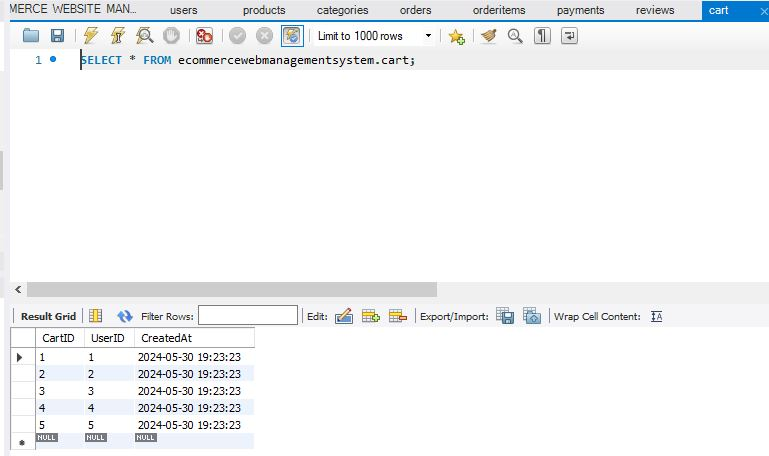 MERCE WEBSITE MAN... users products categories orders orderitems payments reviews cart
Limit to 1000 rows
1 SELECT * FROM ecommercewebmanagementsystem.cart;
Result Grid Filter Rows: Edit: Export/Import: Wrap Cell Content: IA
CartID UserID CreatedAt
1 1 2024-05-30 19:23:23
2 2 2024-05-30 19:23:23
3 3 2024-05-30 19:23:23
4 4 2024-05-30 19:23:23
5 5 2024-05-30 19:23:23
NULL NULL NULL